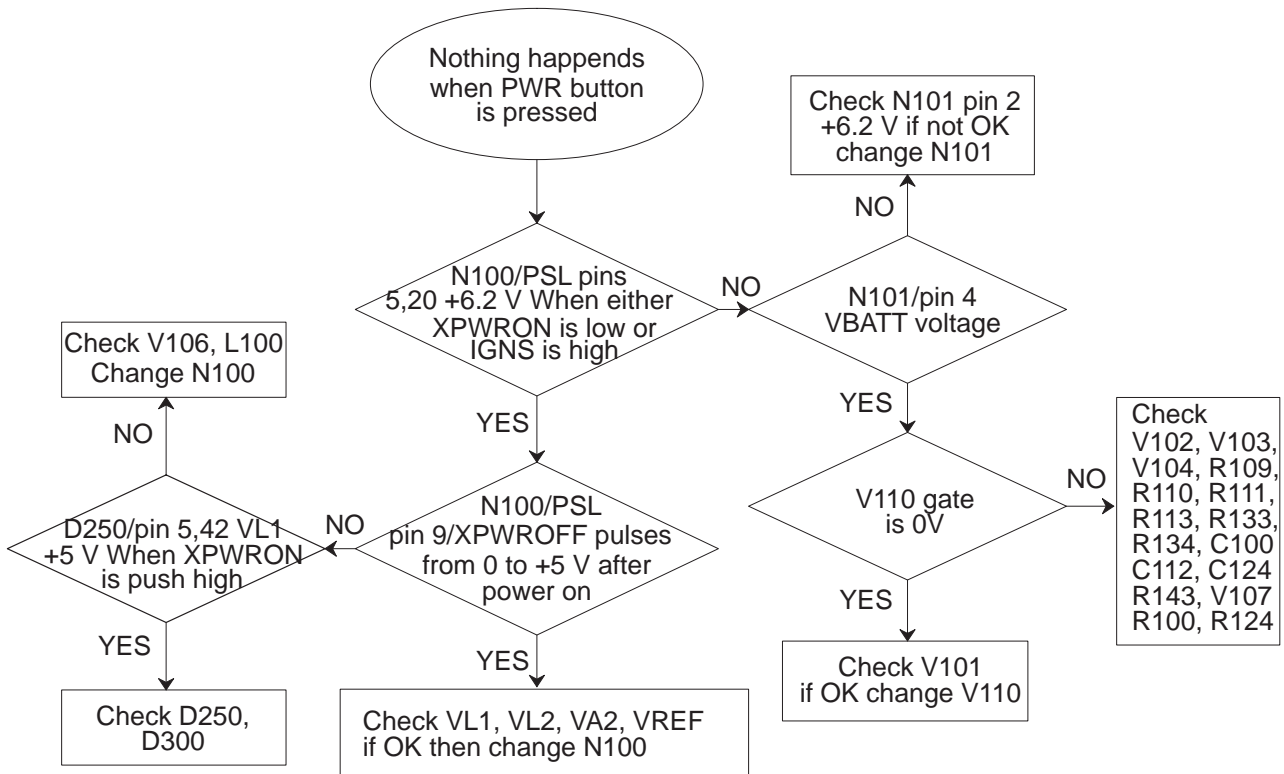 Nothing happends
when PWR button
is pressed
Check N101 pin 2
+6.2 V if not OK
change N101
NO
N100/PSL pins
5,20 +6.2 V When either
XPWRON is low or
IGNS is high
NO
N101/pin 4
VBATT voltage
Check V106, L100
Change N100
YES
YES
NO
Check
V102, V103,
V104, R109,
R110, R111,
R113, R133,
R134, C100
C112, C124
R143, V107
R100, R124
NO
D250/pin 5,42 VL1
+5 V When XPWRON
is push high
NO
N100/PSL
pin 9/XPWROFF pulses
from 0 to +5 V after
power on
V110 gate
is 0V
YES
YES
YES
Check D250,
D300
Check VL1, VL2, VA2, VREF
if OK then change N100
Check V101
if OK change V110